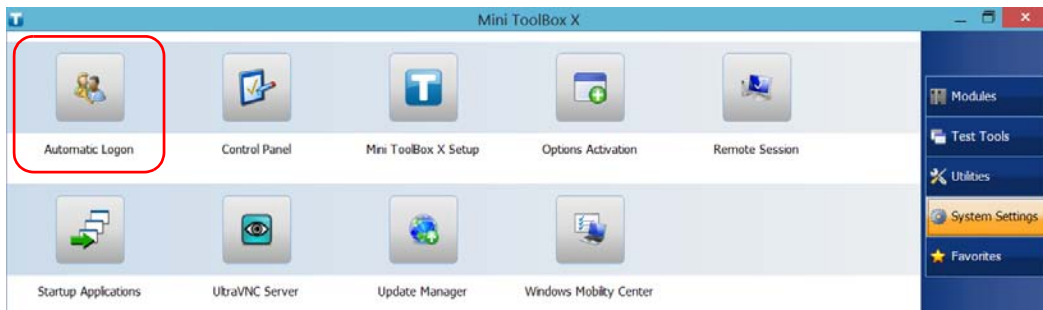 Mini ToolBox X
Automatic Logon
Control Panel
Mini ToolBox X Setup
Options Activation
Remote Session
Startup Applications
UltraVNC Server
Update Manager
Windows Mobility Center
Modules
Test Tools
Utilities
System Settings
Favorites